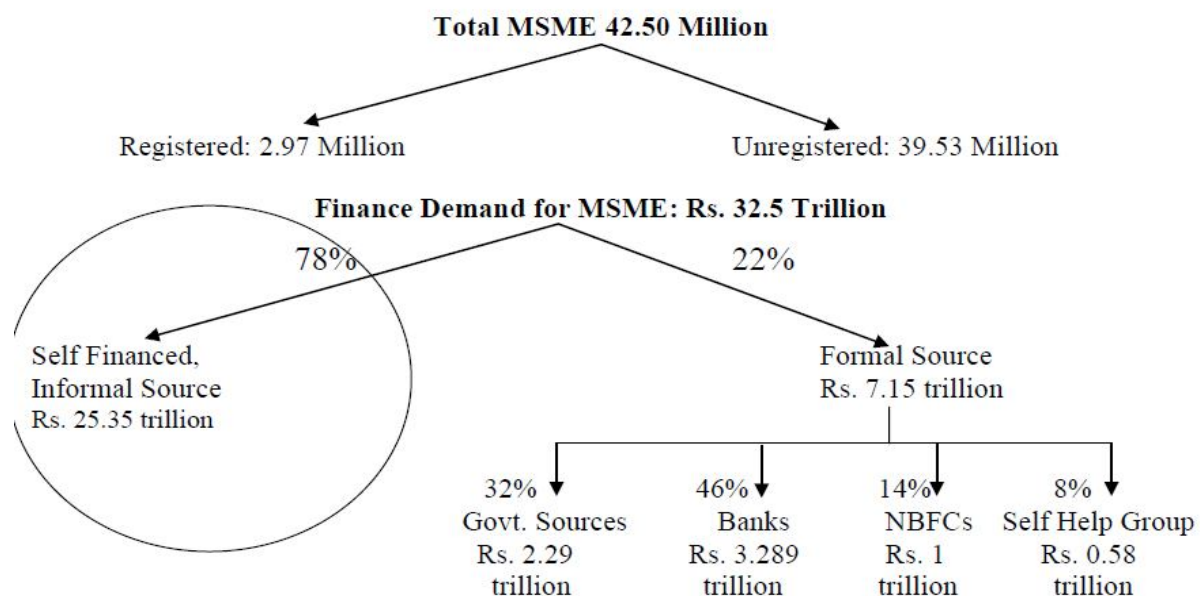 Total MSME 42.50 Million
Registered: 2.97 Million
Unregistered: 39.53 Million
Finance Demand for MSME: Rs. 32.5 Trillion
78%
22%
Self Financed,
Informal Source
Rs. 25.35 trillion
Formal Source
Rs. 7.15 trillion
32%
Govt. Sources
Rs. 2.29
trillion
46%
Banks
Rs. 3.289
trillion
14%
NBFCs
Rs. 1
trillion
8%
Self Help Group
Rs. 0.58
trillion